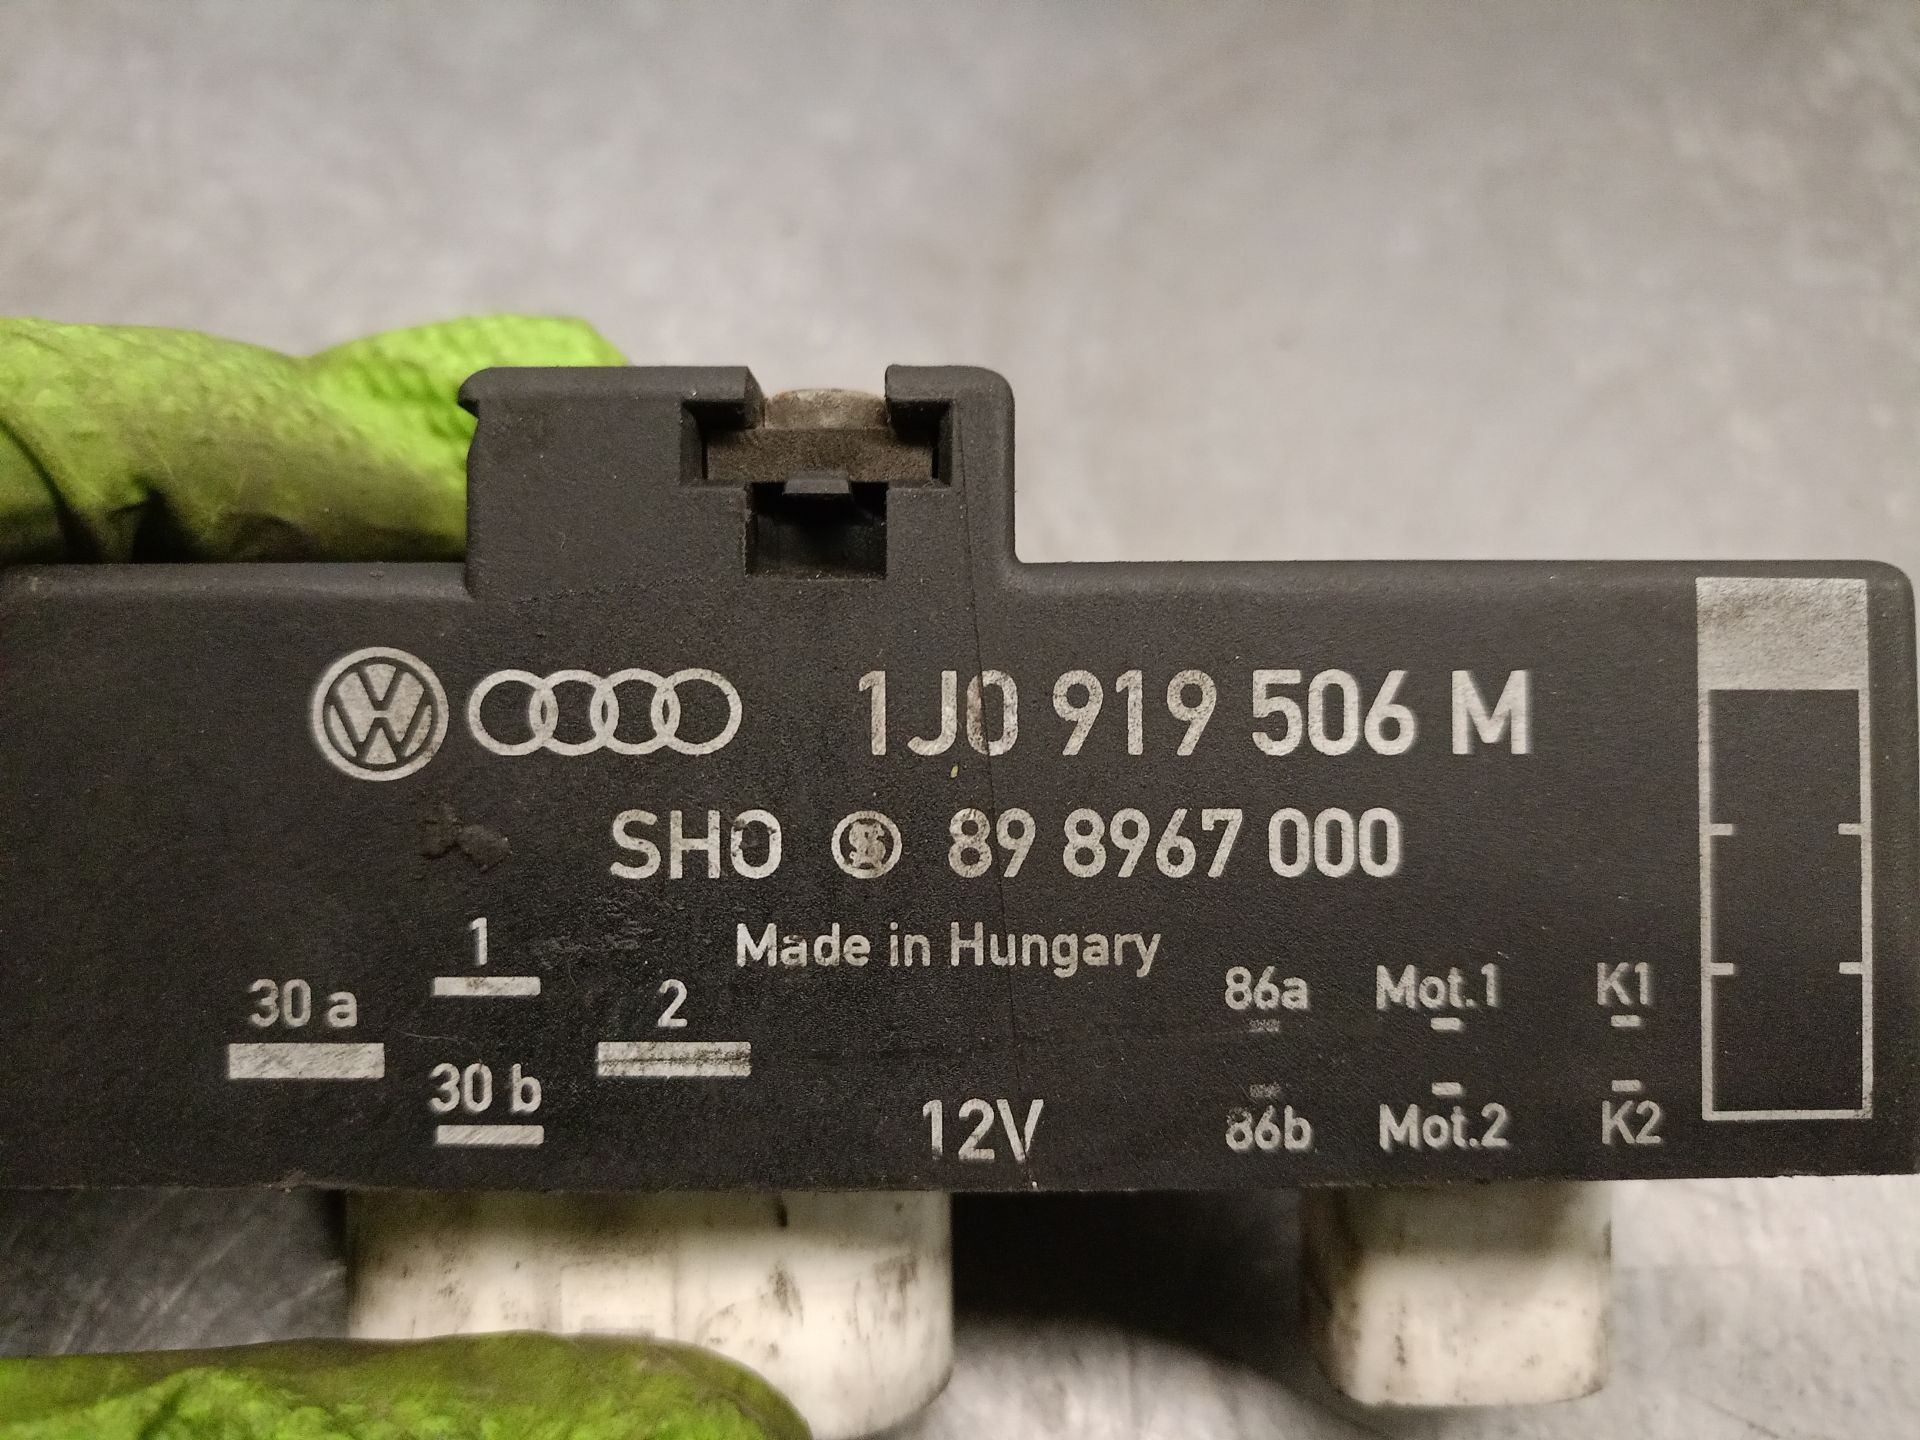 1J0 919 506 M
SHO S 89 8967 000
Made in Hungary
1
30 a
2
30 b
12V
86a Mot.1 K1
86b Mot.2 K2